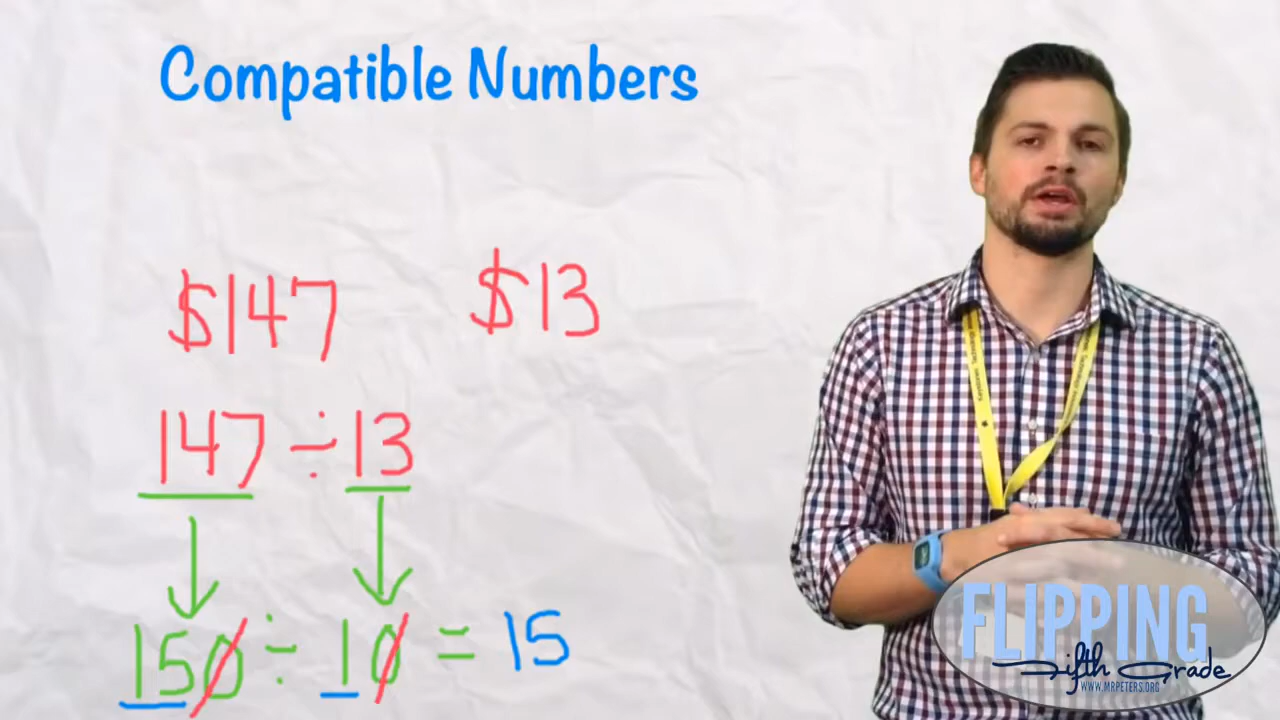 Compatible Numbers
$147 $13
147 ÷ 13
150 ÷ 10 = 15
FLIPPING
Fifth Grade
WWW.MRPETERS.ORG